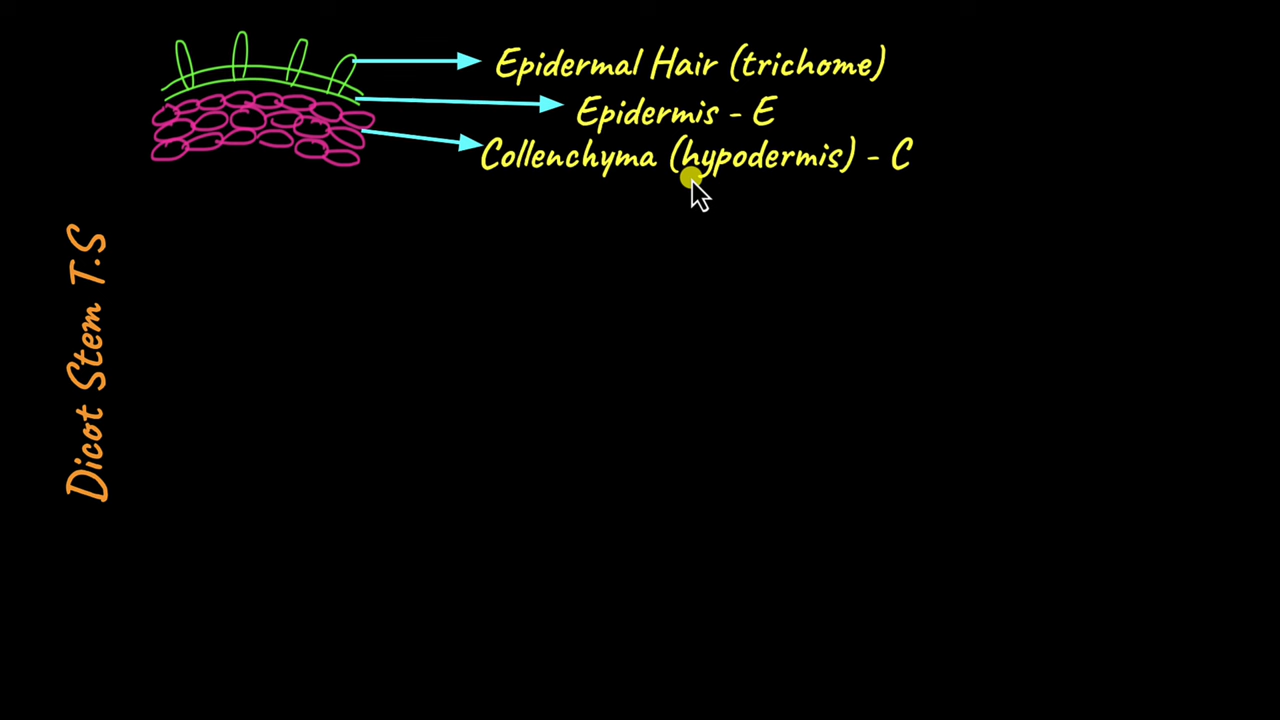 Epidermal Hair (trichome)
Epidermis - E
Collenchyma (hypodermis) - C
Dicot Stem T.S